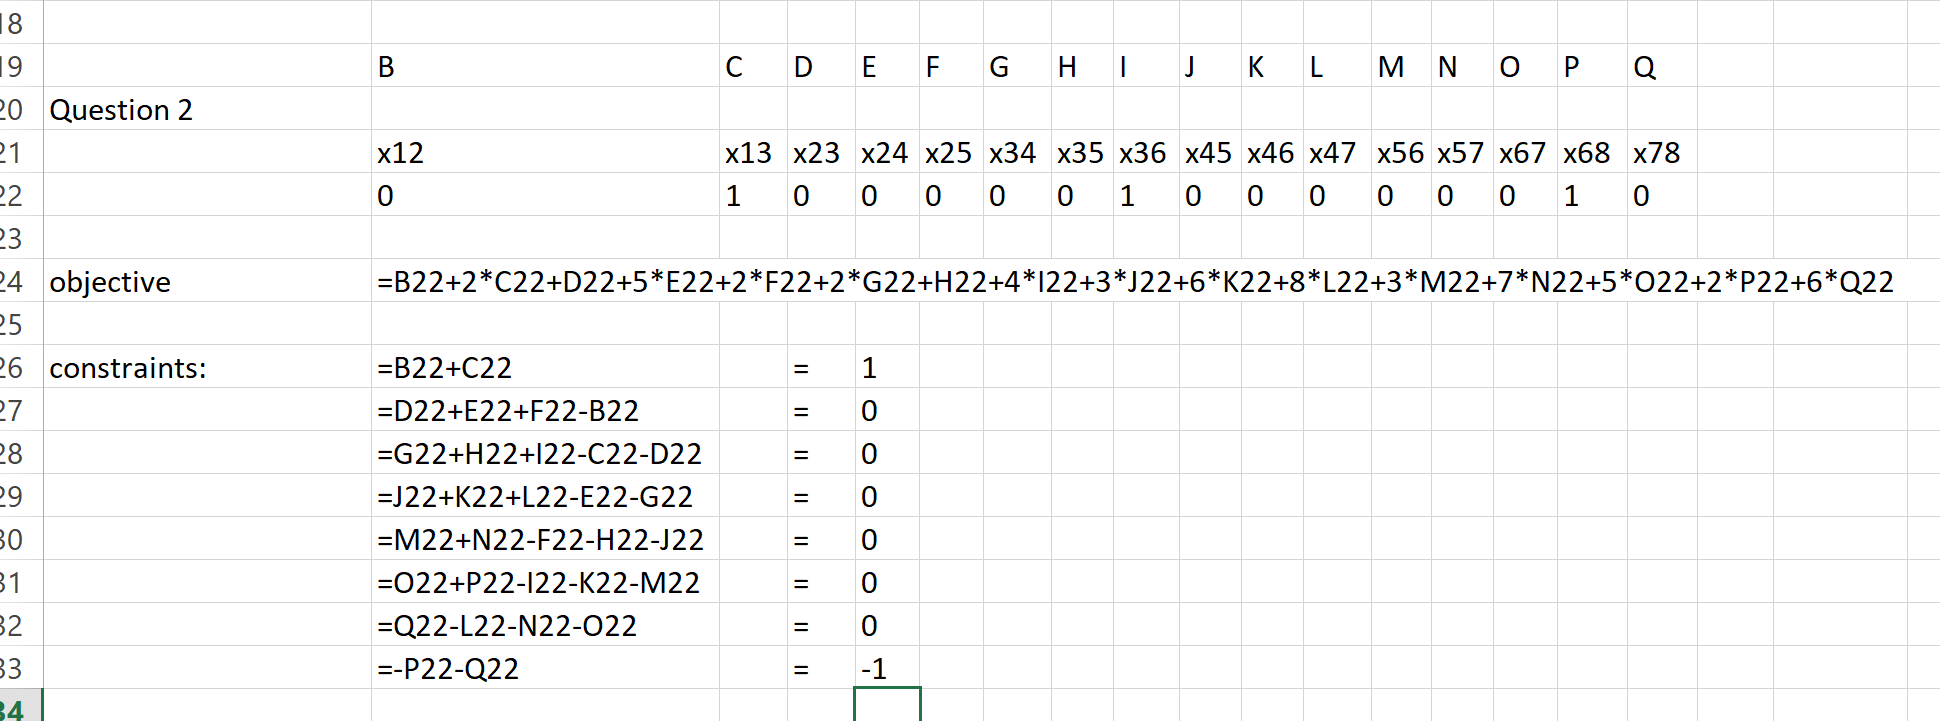 18
19 B C D E F G H I J K L M N O P Q
20 Question 2
21 x12 x13 x23 x24 x25 x34 x35 x36 x45 x46 x47 x56 x57 x67 x68 x78
22 0 1 0 0 0 0 0 1 0 0 0 0 0 0 1 0
23
24 objective =B22+2*C22+D22+5*E22+2*F22+2*G22+H22+4*I22+3*J22+6*K22+8*L22+3*M22+7*N22+5*O22+2*P22+6*Q22
25
26 constraints: =B22+C22 = 1
27 =D22+E22+F22-B22 = 0
28 =G22+H22+I22-C22-D22 = 0
29 =J22+K22+L22-E22-G22 = 0
30 =M22+N22-F22-H22-J22 = 0
31 =O22+P22-I22-K22-M22 = 0
32 =Q22-L22-N22-O22 = 0
33 =-P22-Q22 = -1
34